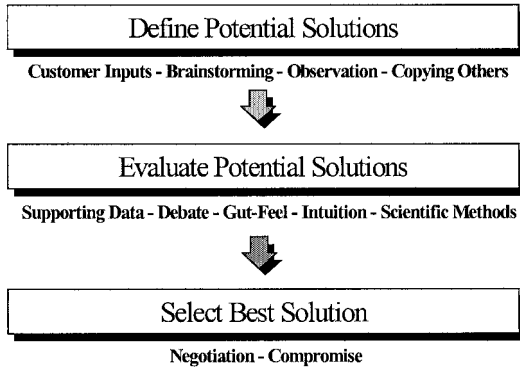 Define Potential Solutions
Customer Inputs - Brainstorming - Observation - Copying Others
Evaluate Potential Solutions
Supporting Data - Debate - Gut-Feel - Intuition - Scientific Methods
Select Best Solution
Negotiation - Compromise